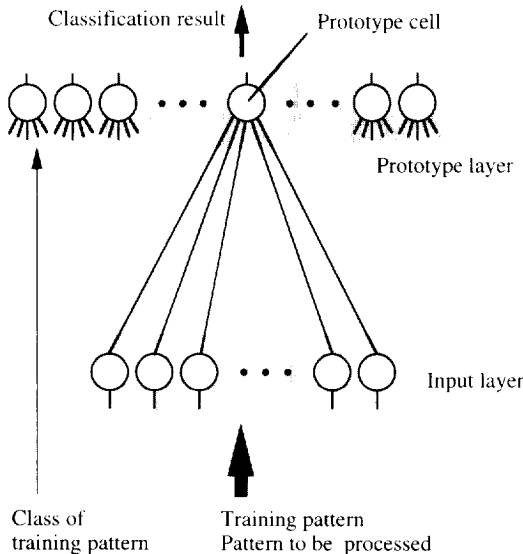 Classification result
Prototype cell
Prototype layer
Input layer
Class of
training pattern
Training pattern
Pattern to be processed